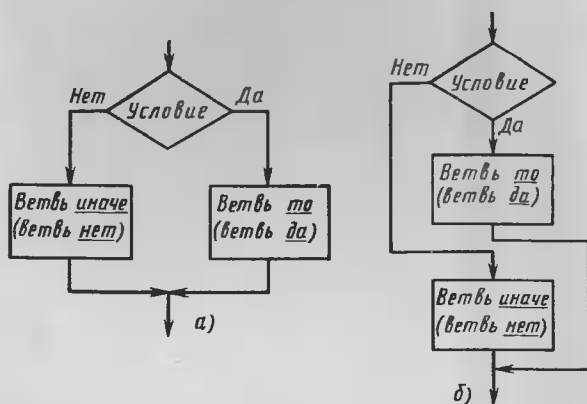 Нет
Условие
Да
Ветвь иначе
(ветвь нет)
Ветвь то
(ветвь да)
а)
Нет
Условие
Да
Ветвь то
(ветвь да)
Ветвь иначе
(ветвь нет)
б)